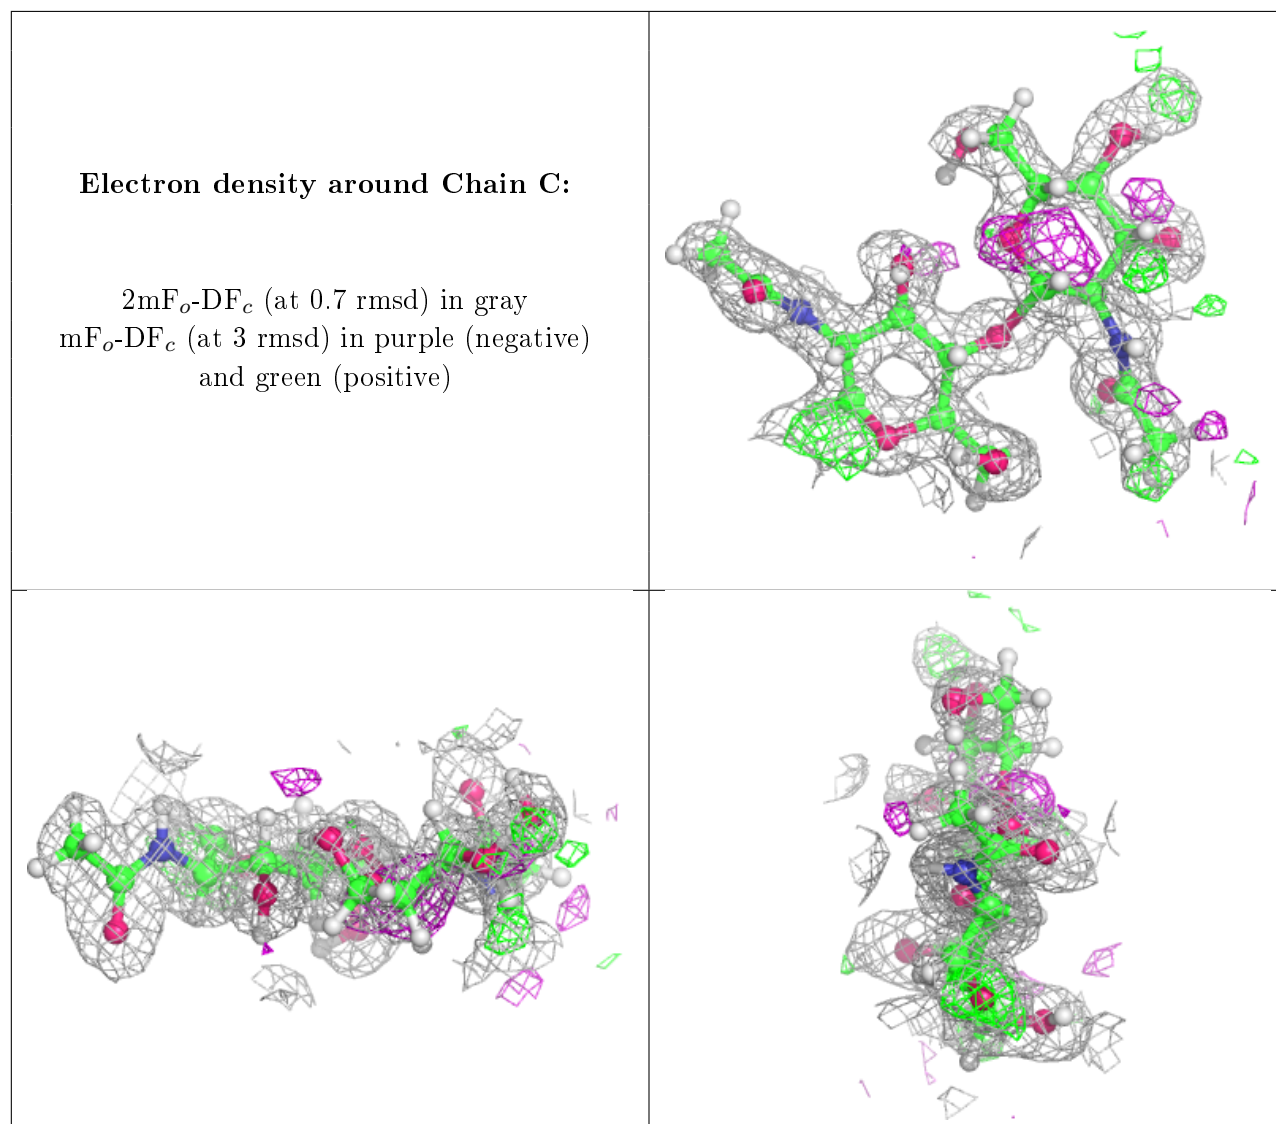 Electron density around Chain C:
2mFₒ-DF𝒸 (at 0.7 rmsd) in gray
mFₒ-DF𝒸 (at 3 rmsd) in purple (negative)
and green (positive)